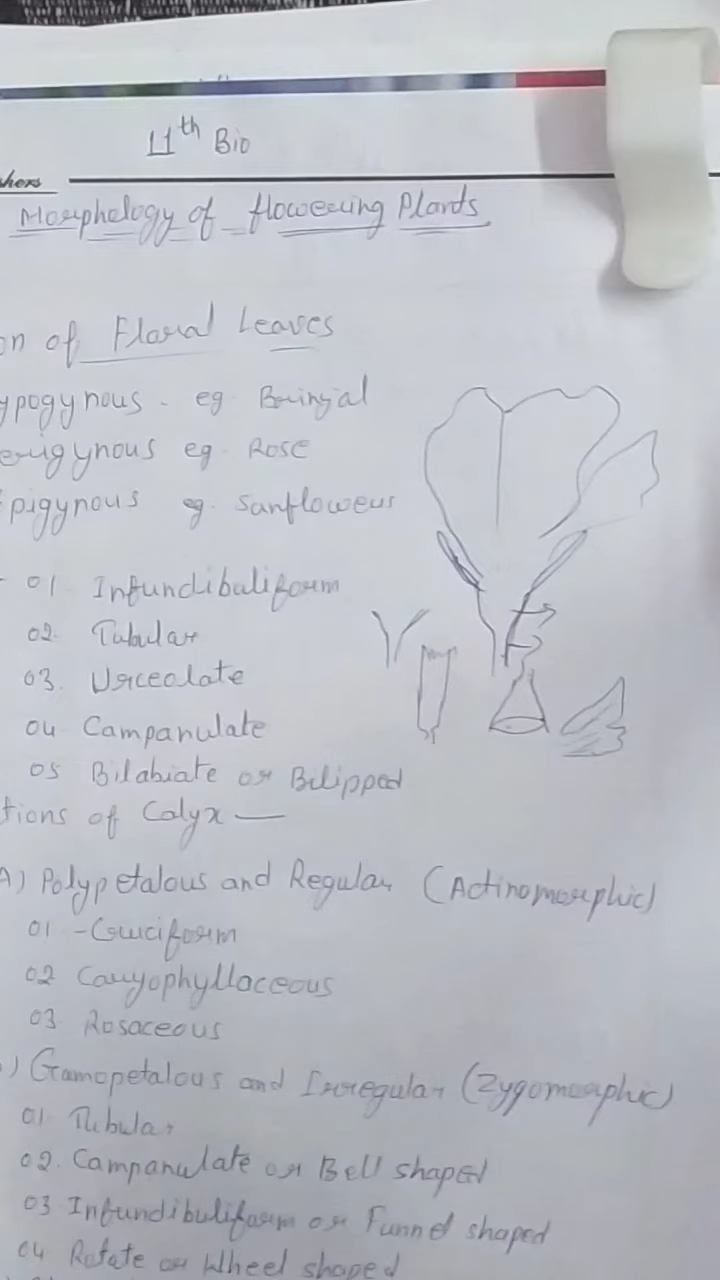 11th Bio
hers
Morphology of flowering Plants
on of Floral Leaves
ypogynous - eg. Brinjal
erigynous eg. Rose
pigynous eg. Sunflower
- 01 Infundibuliform
02. Tubular
03. Urceolate
04 Campanulate
05 Bilabiate or Bilipped
tions of Calyx —
A) Polypetalous and Regular (Actinomorphic)
01 - Cruciform
02 Caryophyllaceous
03 Rosaceous
) Gamopetalous and Irregular (Zygomorphic)
01 Tubular
02. Campanulate or Bell shaped
03 Infundibuliform or Funnel shaped
04 Rotate or Wheel shaped